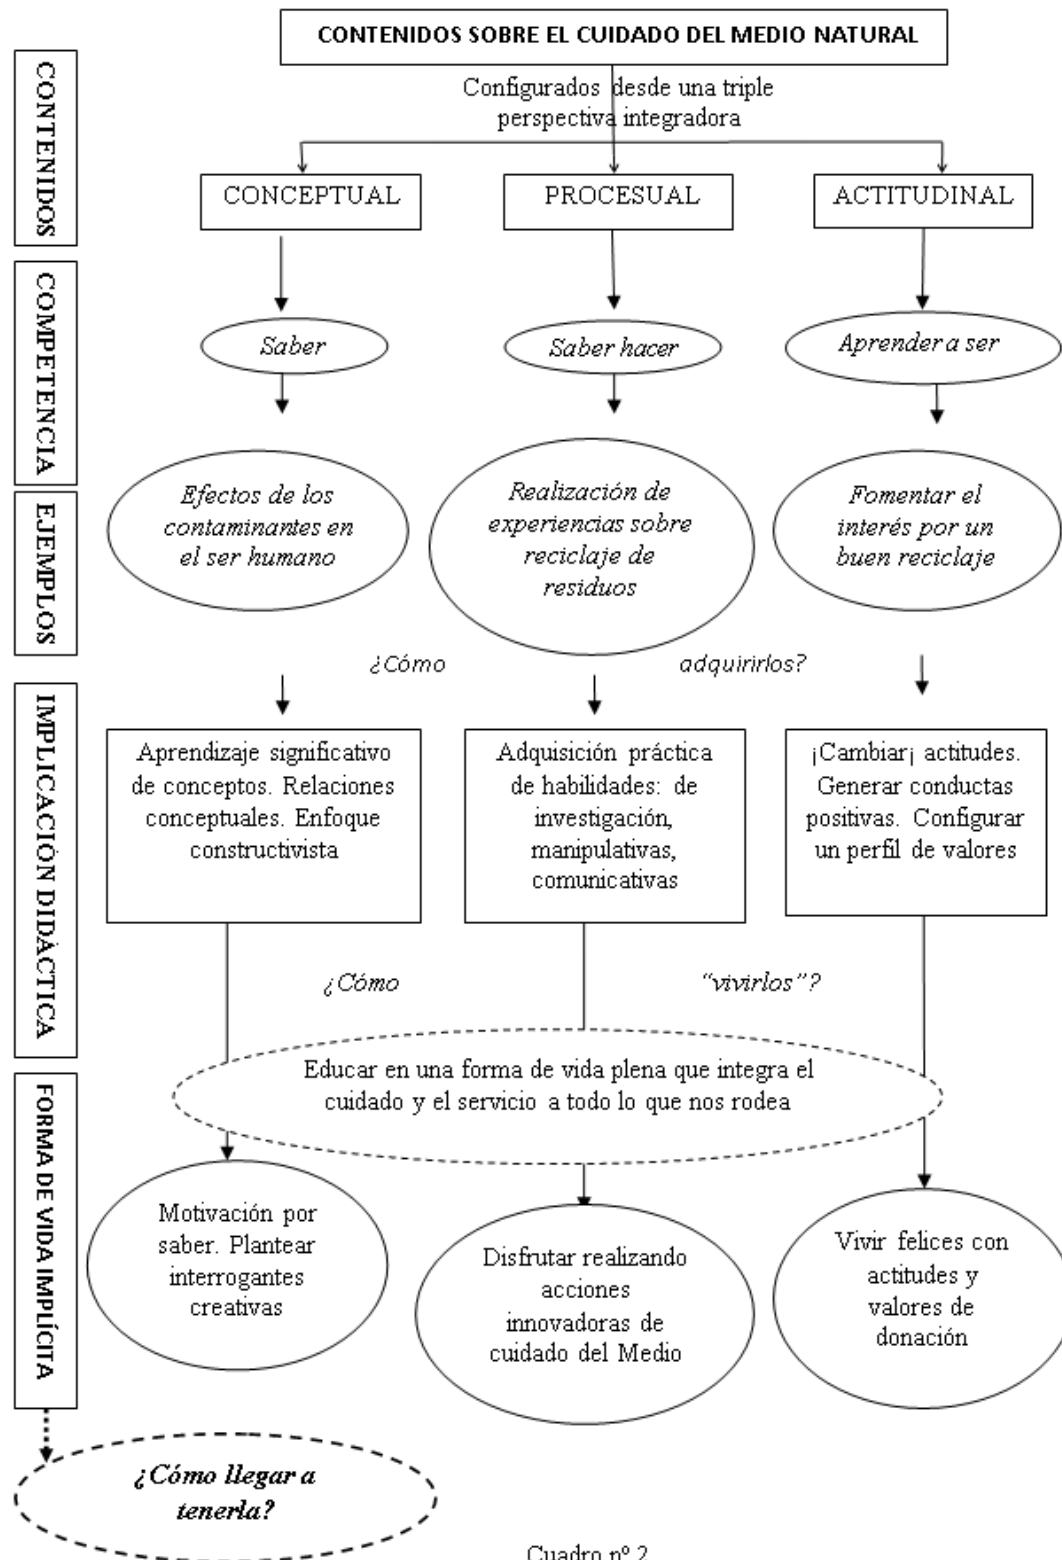 CONTENIDOS SOBRE EL CUIDADO DEL MEDIO NATURAL
Configurados desde una triple
perspectiva integradora
CONTENIDOS
CONCEPTUAL
PROCESUAL
ACTITUDINAL
COMPETENCIA
Saber
Saber hacer
Aprender a ser
EJEMPLOS
Efectos de los
contaminantes en
el ser humano
Realización de
experiencias sobre
reciclaje de
residuos
Fomentar el
interés por un
buen reciclaje
¿Cómo adquirirlos?
IMPLICACIÓN DIDÁCTICA
Aprendizaje significativo
de conceptos. Relaciones
conceptuales. Enfoque
constructivista
Adquisición práctica
de habilidades: de
investigación,
manipulativas,
comunicativas
¡Cambiar¡ actitudes.
Generar conductas
positivas. Configurar
un perfil de valores
¿Cómo "vivirlos"?
Educar en una forma de vida plena que integra el
cuidado y el servicio a todo lo que nos rodea
FORMA DE VIDA IMPLÍCITA
Motivación por
saber. Plantear
interrogantes
creativas
Disfrutar realizando
acciones
innovadoras de
cuidado del Medio
Vivir felices con
actitudes y
valores de
donación
¿Cómo llegar a
tenerla?
Cuadro nº 2